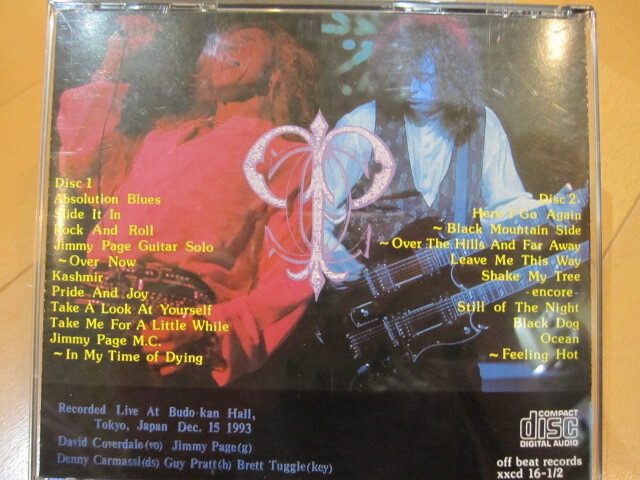 Disc 1
Absolution Blues
Slide It In
Rock And Roll
Jimmy Page Guitar Solo
~Over Now
Kashmir
Pride And Joy
Take A Look At Yourself
Take Me For A Little While
Jimmy Page M.C.
~In My Time of Dying
Disc 2
Here I Go Again
~Black Mountain Side
~Over The Hills And Far Away
Leave Me This Way
Shake My Tree
-encore-
Still of The Night
Black Dog
Ocean
~Feeling Hot
Recorded Live At Budo-kan Hall,
Tokyo, Japan Dec. 15 1993
David Coverdale(vo) Jimmy Page(g)
Denny Carmassi(ds) Guy Pratt(b) Brett Tuggle(key)
COMPACT
disc
DIGITAL AUDIO
off beat records
xxcd 16-1/2